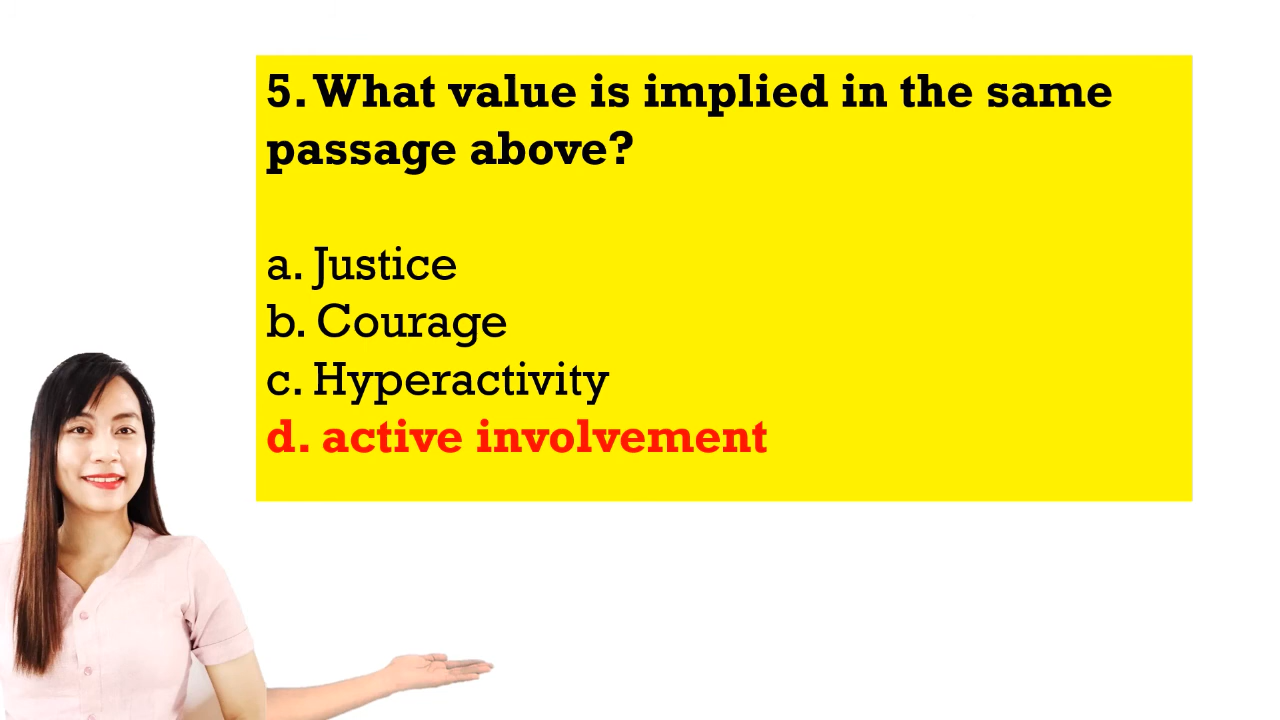 5. What value is implied in the same
passage above?
a. Justice
b. Courage
c. Hyperactivity
d. active involvement